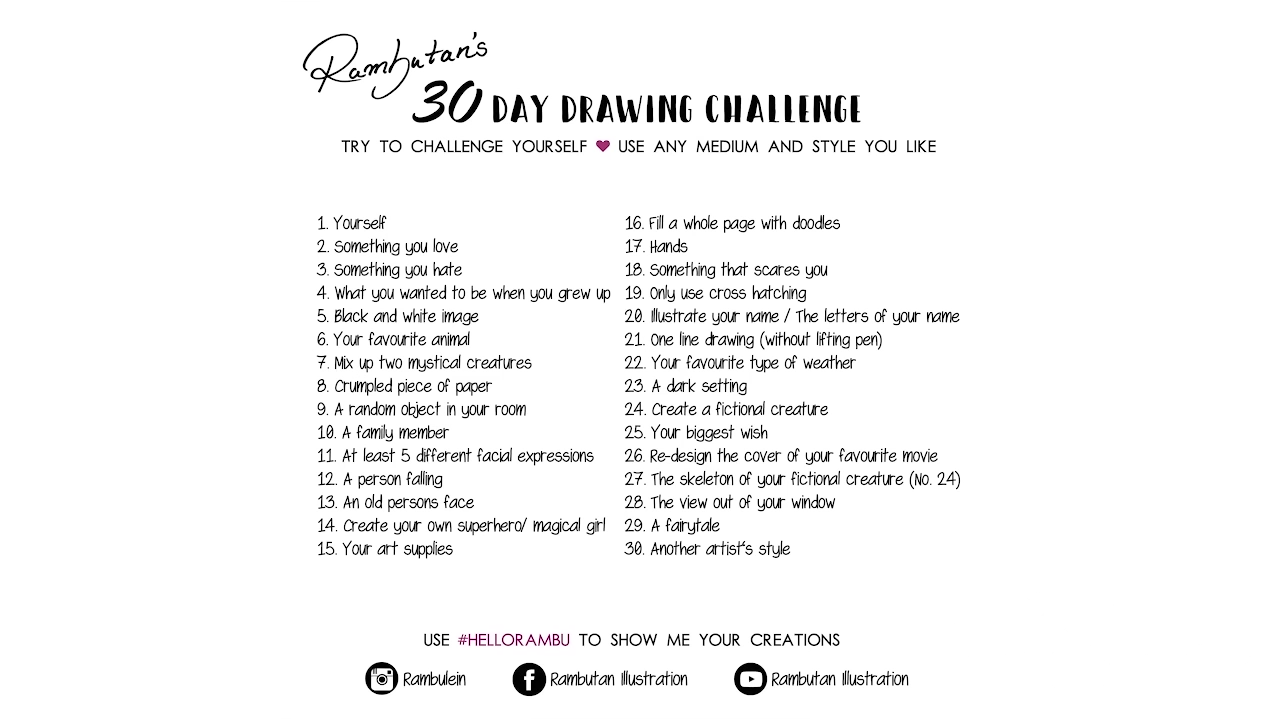 Rambutan's
30 DAY DRAWING CHALLENGE
TRY TO CHALLENGE YOURSELF ♥ USE ANY MEDIUM AND STYLE YOU LIKE
1. Yourself
2. Something you love
3. Something you hate
4. What you wanted to be when you grew up
5. Black and white image
6. Your favourite animal
7. Mix up two mystical creatures
8. Crumpled piece of paper
9. A random object in your room
10. A family member
11. At least 5 different facial expressions
12. A person falling
13. An old persons face
14. Create your own superhero/ magical girl
15. Your art supplies
16. Fill a whole page with doodles
17. Hands
18. Something that scares you
19. Only use cross hatching
20. Illustrate your name / The letters of your name
21. One line drawing (without lifting pen)
22. Your favourite type of weather
23. A dark setting
24. Create a fictional creature
25. Your biggest wish
26. Re-design the cover of your favourite movie
27. The skeleton of your fictional creature (No. 24)
28. The view out of your window
29. A fairytale
30. Another artist's style
USE #HELLORAMBU TO SHOW ME YOUR CREATIONS
Rambulein
Rambutan Illustration
Rambutan Illustration